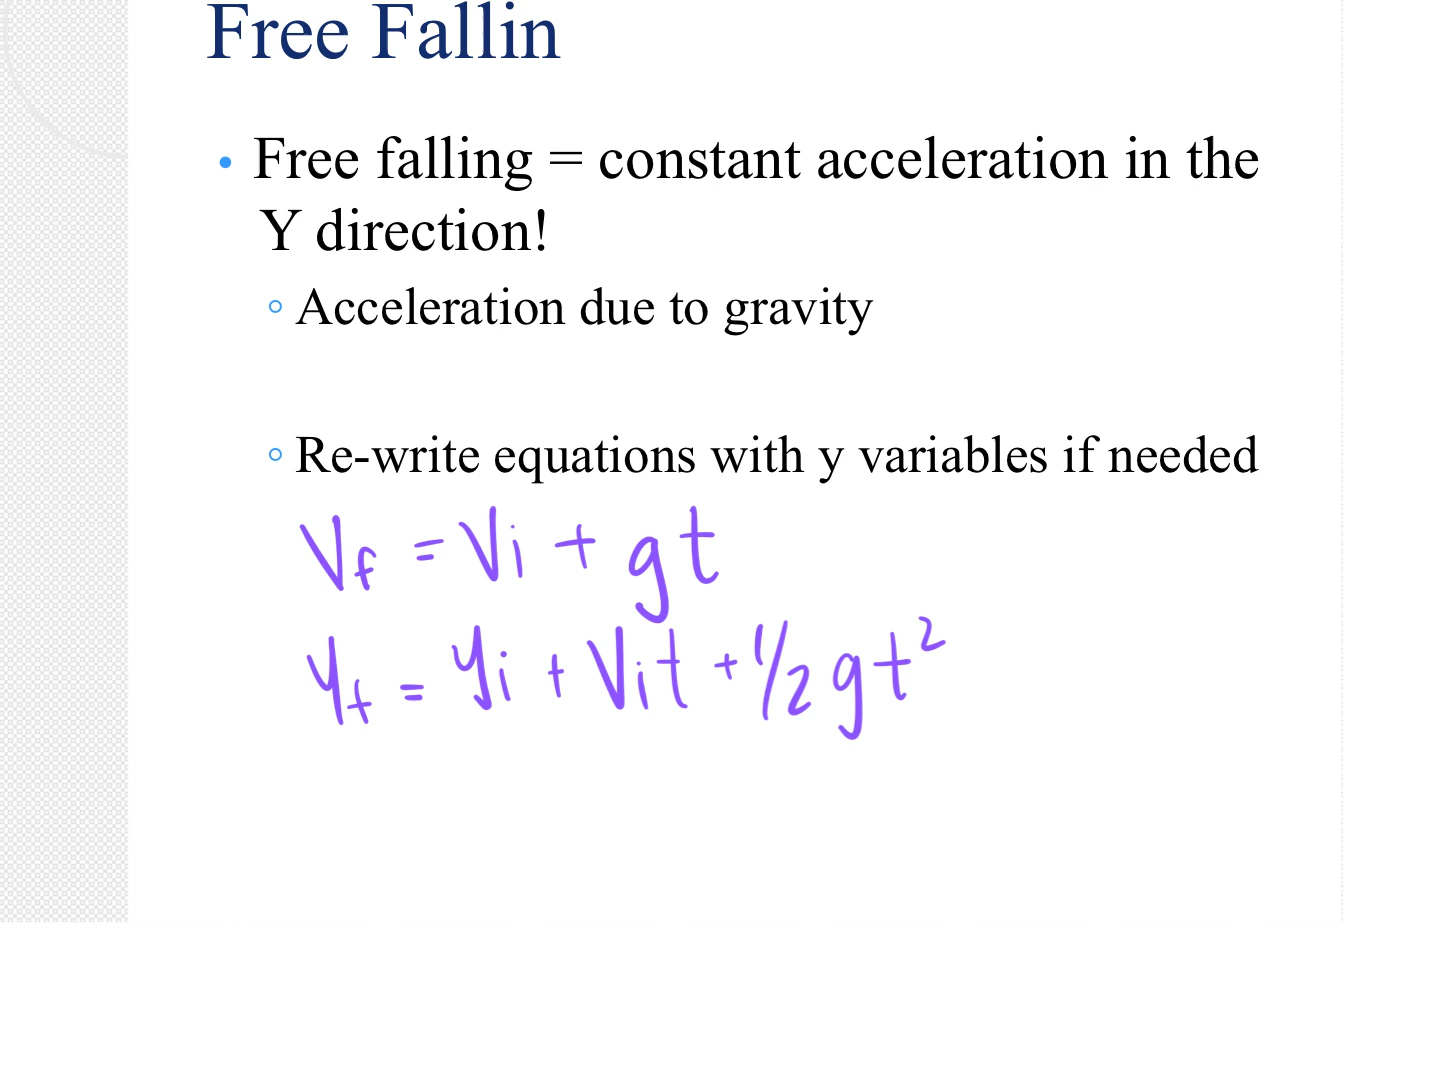 Free Fallin
• Free falling = constant acceleration in the
Y direction!
◦ Acceleration due to gravity
◦ Re-write equations with y variables if needed
Vf = Vi + gt
yf = yi + Vit + 1/2 gt²